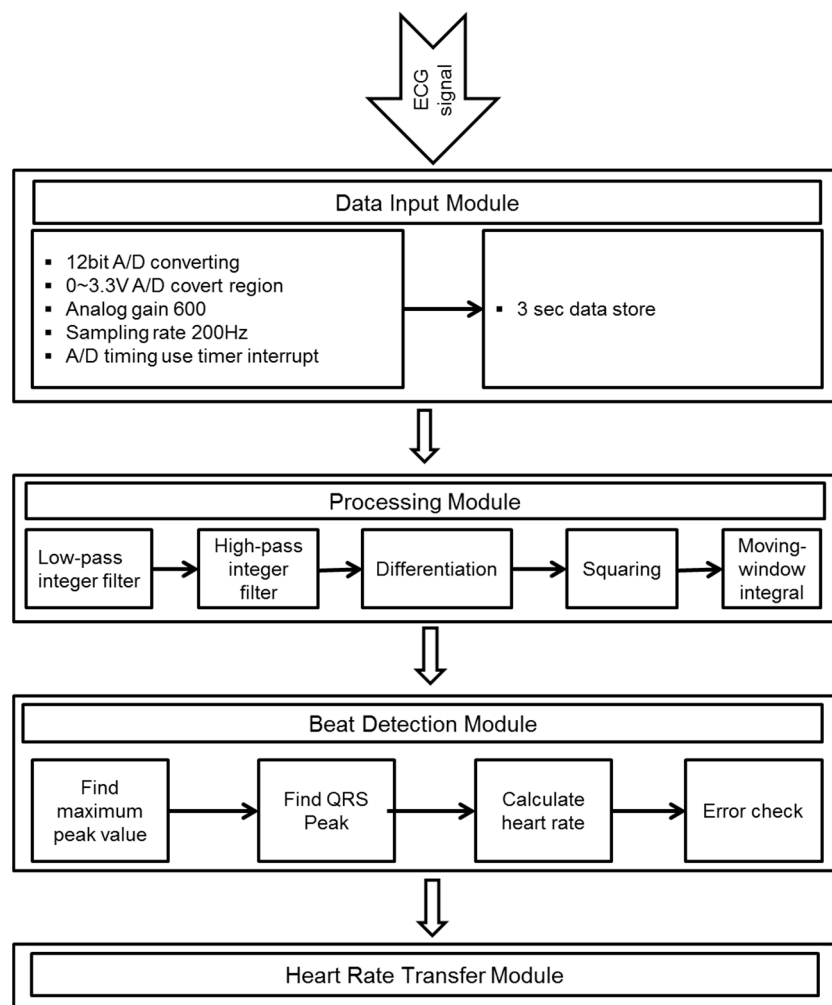 ECG
signal
Data Input Module
▪ 12bit A/D converting
▪ 0~3.3V A/D covert region
▪ Analog gain 600
▪ Sampling rate 200Hz
▪ A/D timing use timer interrupt
▪ 3 sec data store
Processing Module
Low-pass
integer filter
High-pass
integer
filter
Differentiation
Squaring
Moving-
window
integral
Beat Detection Module
Find
maximum
peak value
Find QRS
Peak
Calculate
heart rate
Error check
Heart Rate Transfer Module